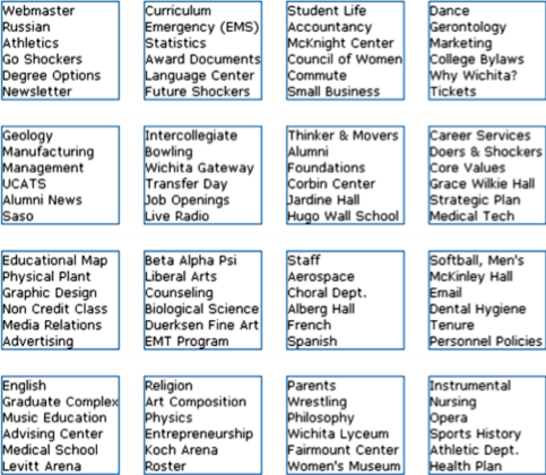 Webmaster
Russian
Athletics
Go Shockers
Degree Options
Newsletter
Curriculum
Emergency (EMS)
Statistics
Award Documents
Language Center
Future Shockers
Student Life
Accountancy
McKnight Center
Council of Women
Commute
Small Business
Dance
Gerontology
Marketing
College Bylaws
Why Wichita?
Tickets
Geology
Manufacturing
Management
UCATS
Alumni News
Saso
Intercollegiate
Bowling
Wichita Gateway
Transfer Day
Job Openings
Live Radio
Thinker & Movers
Alumni
Foundations
Corbin Center
Jardine Hall
Hugo Wall School
Career Services
Doers & Shockers
Core Values
Grace Wilkie Hall
Strategic Plan
Medical Tech
Educational Map
Physical Plant
Graphic Design
Non Credit Class
Media Relations
Advertising
Beta Alpha Psi
Liberal Arts
Counseling
Biological Science
Duerksen Fine Art
EMT Program
Staff
Aerospace
Choral Dept.
Alberg Hall
French
Spanish
Softball, Men's
McKinley Hall
Email
Dental Hygiene
Tenure
Personnel Policies
English
Graduate Complex
Music Education
Advising Center
Medical School
Levitt Arena
Religion
Art Composition
Physics
Entrepreneurship
Koch Arena
Roster
Parents
Wrestling
Philosophy
Wichita Lyceum
Fairmount Center
Women's Museum
Instrumental
Nursing
Opera
Sports History
Athletic Dept.
Health Plan